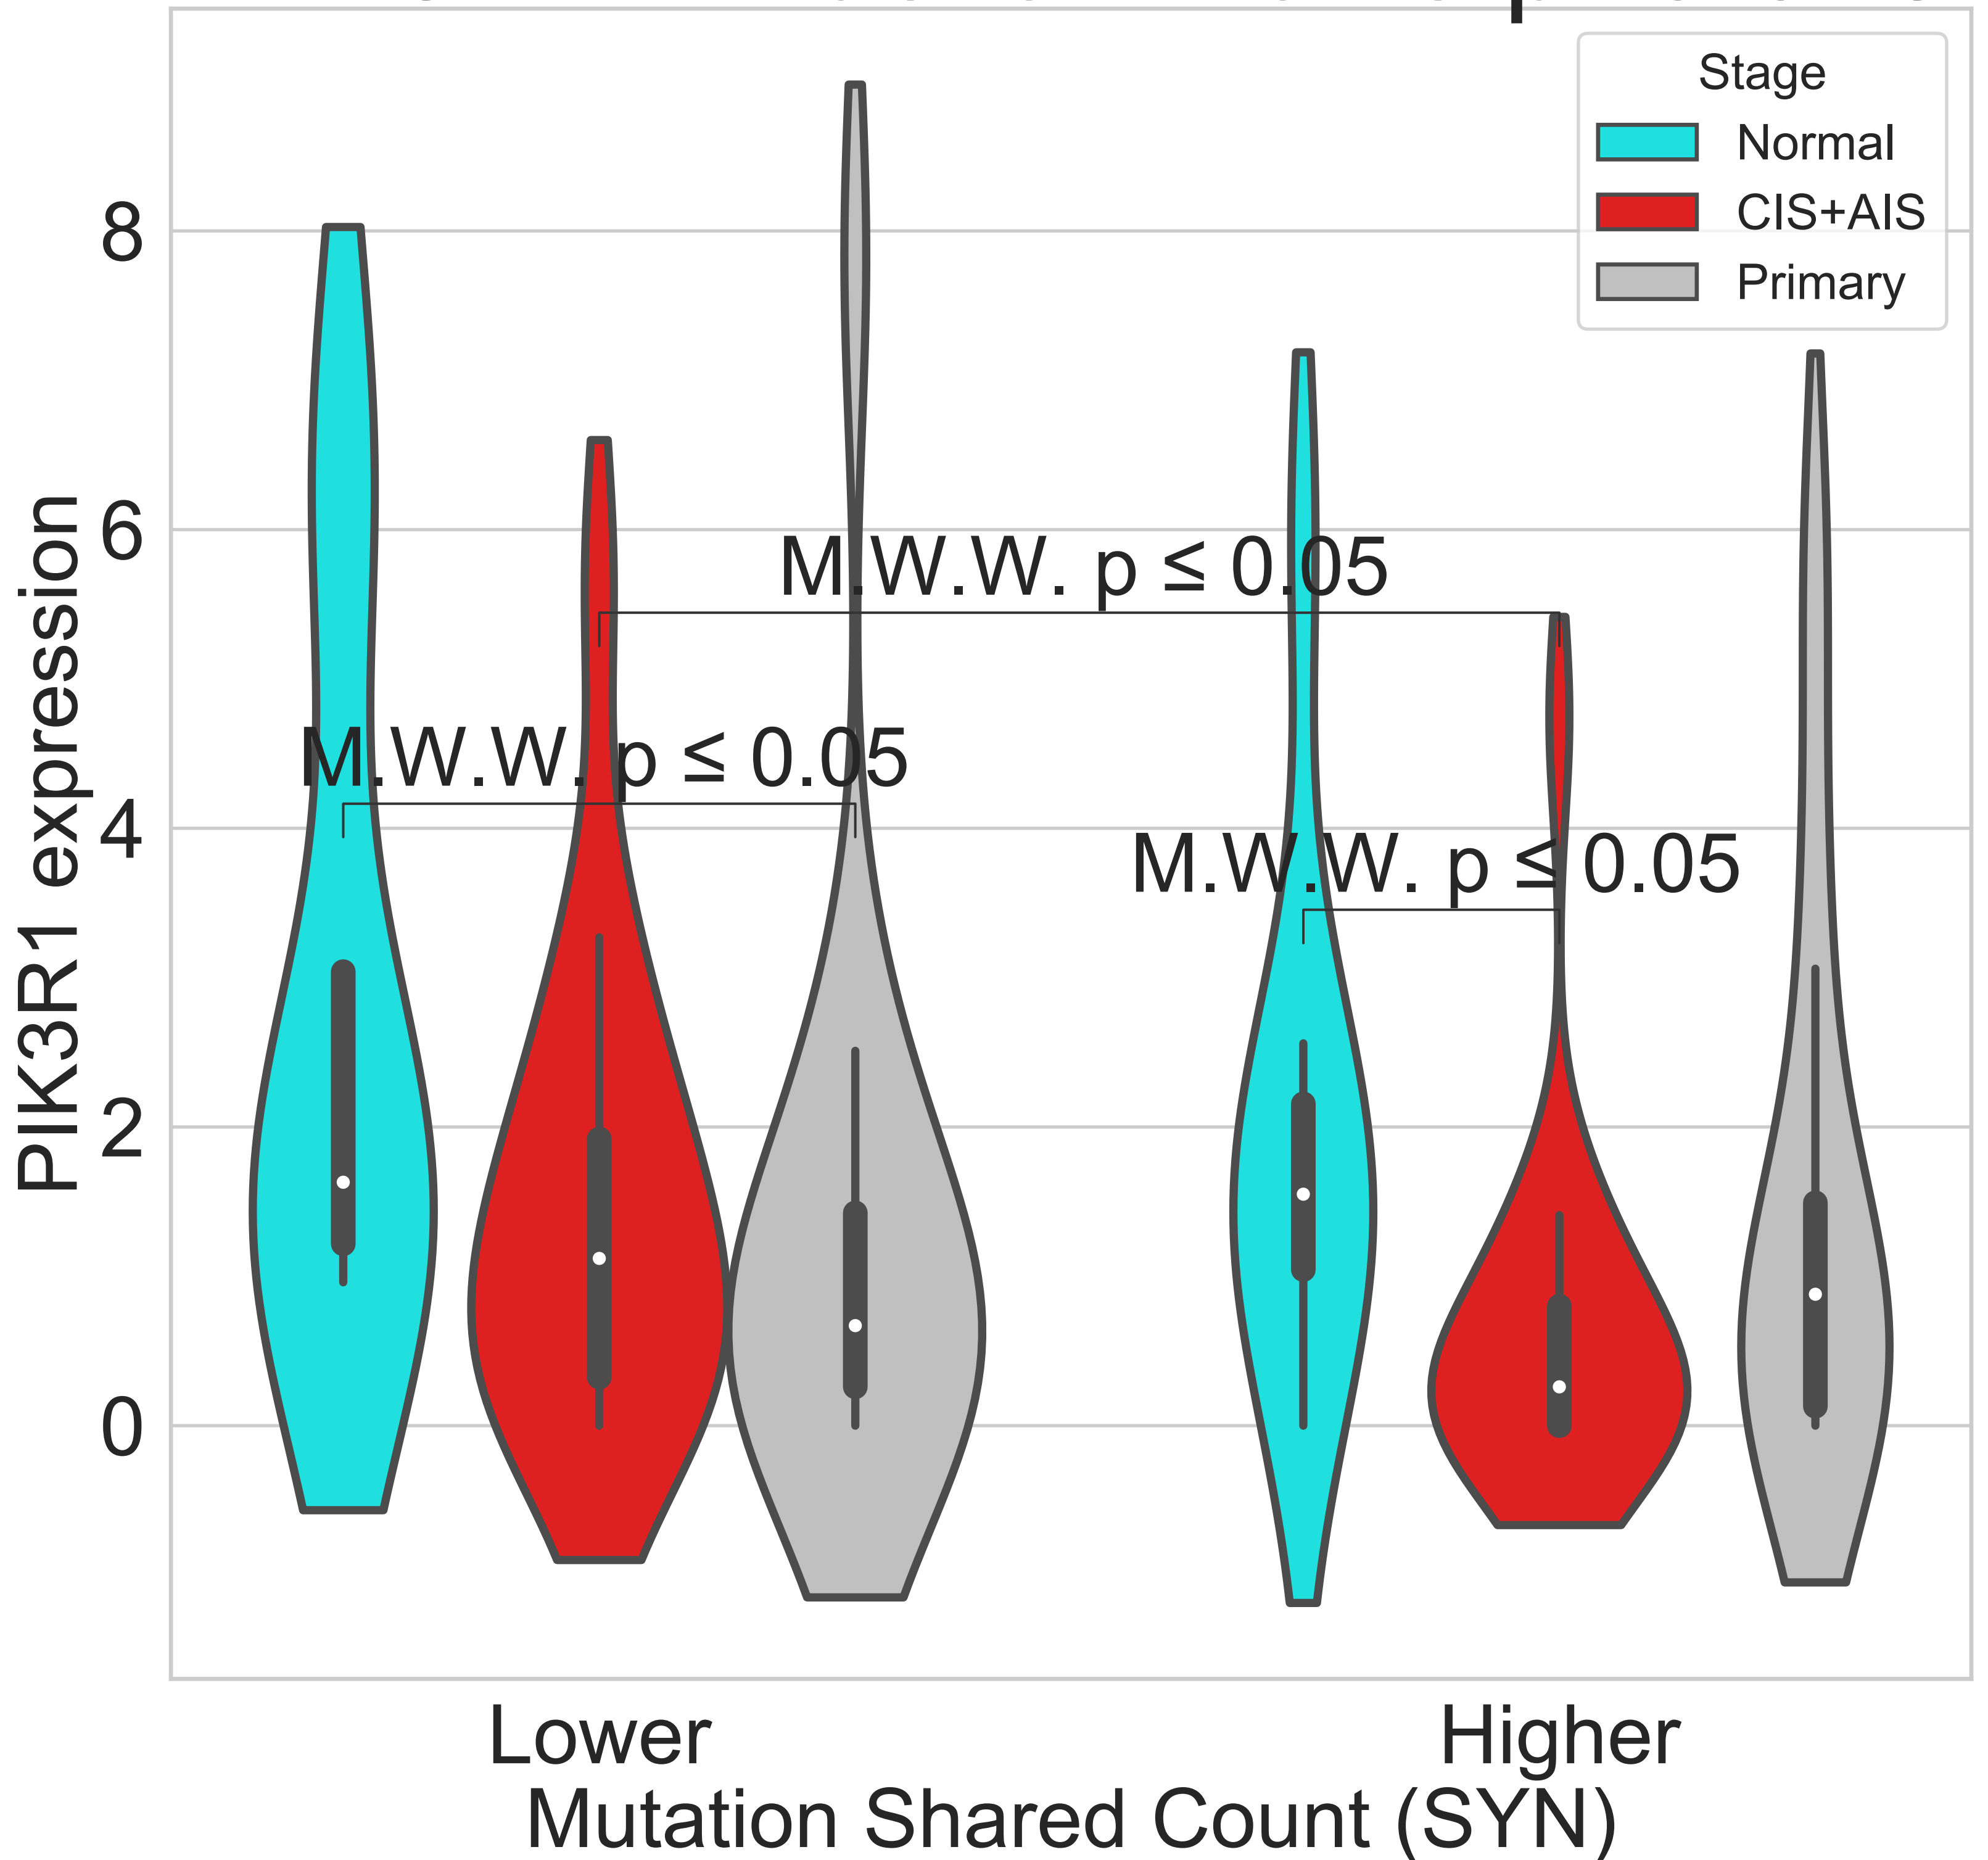 Stage
Normal
CIS+AIS
Primary
8
6
4
2
0
PIK3R1 expression
M.W.W. p ≤ 0.05
M.W.W. p ≤ 0.05
M.W.W. p ≤ 0.05
Lower
Higher
Mutation Shared Count (SYN)